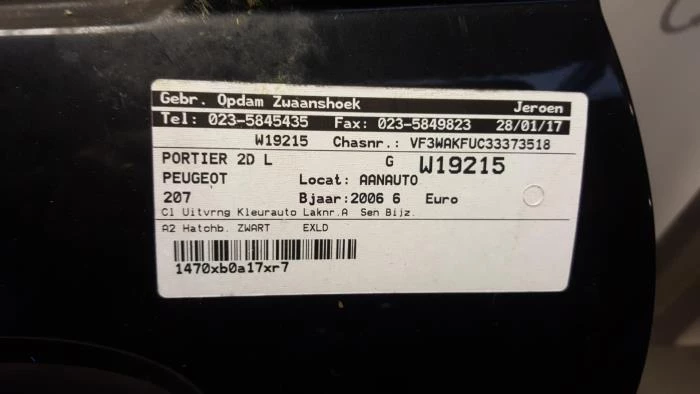 Gebr. Opdam Zwaanshoek Jeroen
Tel: 023-5845435 Fax: 023-5849823 28/01/17
W19215 Chasnr.: VF3WAKFUC33373518
PORTIER 2D L G W19215
PEUGEOT Locat: AANAUTO
207 Bjaar:2006 6 Euro
Cl Uitvrng Kleurauto Laknr.A Sen Bijz.
A2 Hatchb. ZWART EXLD
1470xb0a17xr7